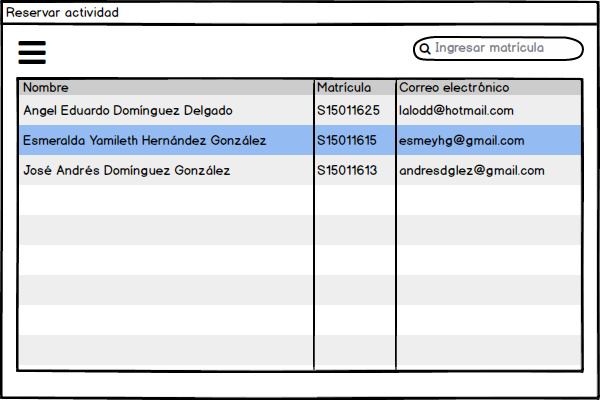 Reservar actividad
Ingresar matrícula
Nombre Matrícula Correo electrónico
Angel Eduardo Domínguez Delgado S15011625 lalodd@hotmail.com
Esmeralda Yamileth Hernández González S15011615 esmeyhg@gmail.com
José Andrés Domínguez González S15011613 andresdglez@gmail.com